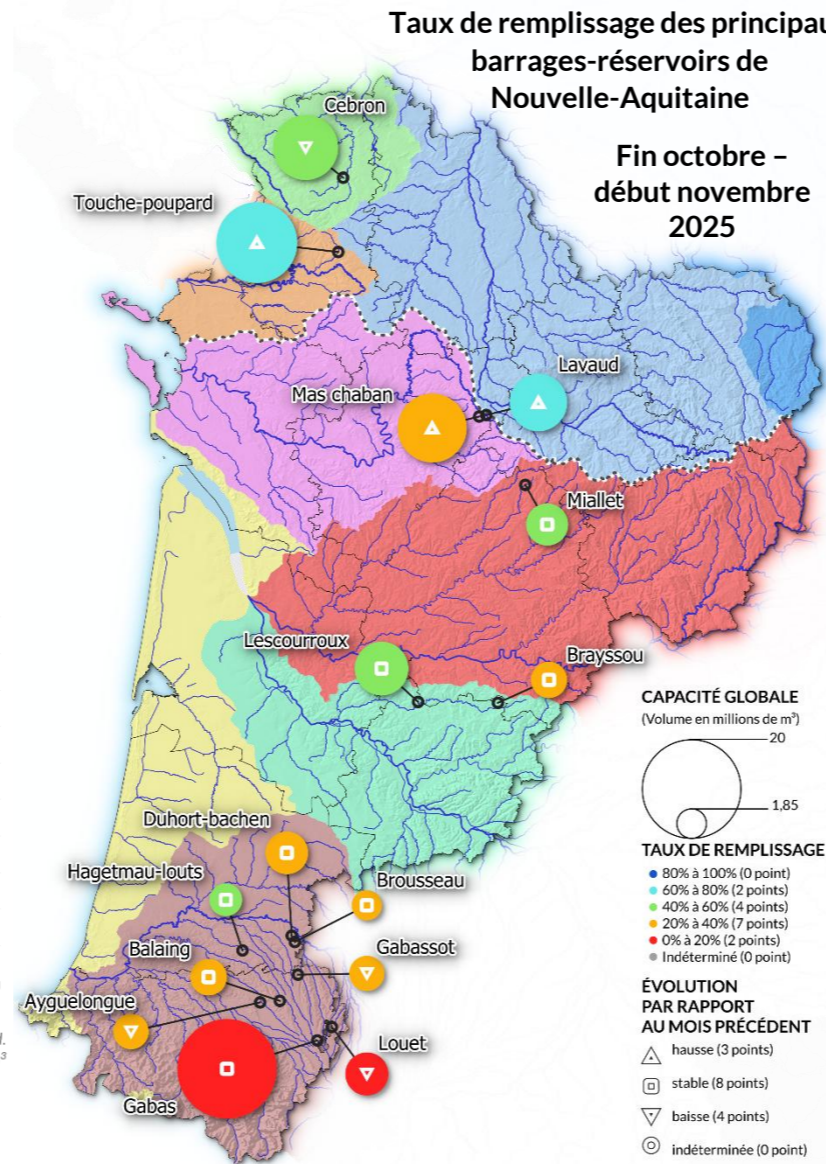 Taux de remplissage des principau
barrages-réservoirs de
Nouvelle-Aquitaine
Fin octobre –
début novembre
2025
Cebron
Touche-poupard
Lavaud
Mas chaban
Miallet
Lescourroux
Brayssou
Duhort-bachen
Hagetmau-louts
Brousseau
Balaing
Gabassot
Ayguelongue
Louet
Gabas
d.
3
CAPACITÉ GLOBALE
(Volume en millions de m³)
20
1,85
TAUX DE REMPLISSAGE
80% à 100% (0 point)
60% à 80% (2 points)
40% à 60% (4 points)
20% à 40% (7 points)
0% à 20% (2 points)
Indéterminé (0 point)
ÉVOLUTION
PAR RAPPORT
AU MOIS PRÉCÉDENT
hausse (3 points)
stable (8 points)
baisse (4 points)
indéterminée (0 point)